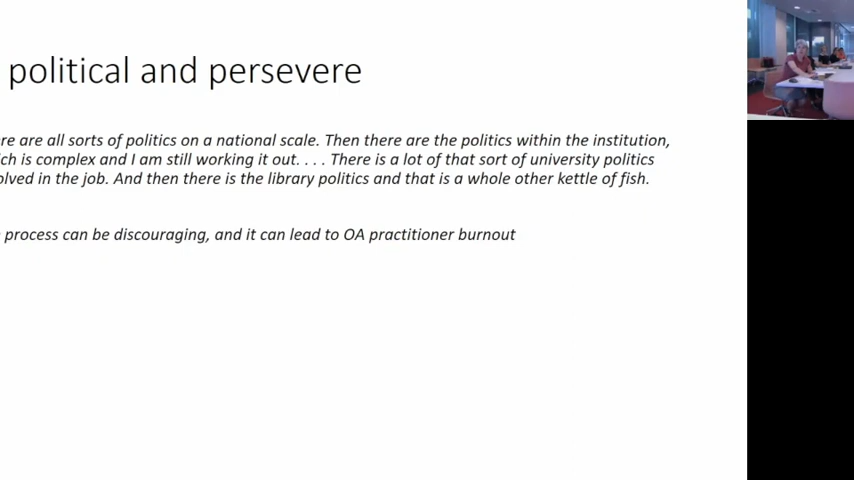 political and persevere
re are all sorts of politics on a national scale. Then there are the politics within the institution,
ch is complex and I am still working it out. . . . There is a lot of that sort of university politics
olved in the job. And then there is the library politics and that is a whole other kettle of fish.
process can be discouraging, and it can lead to OA practitioner burnout